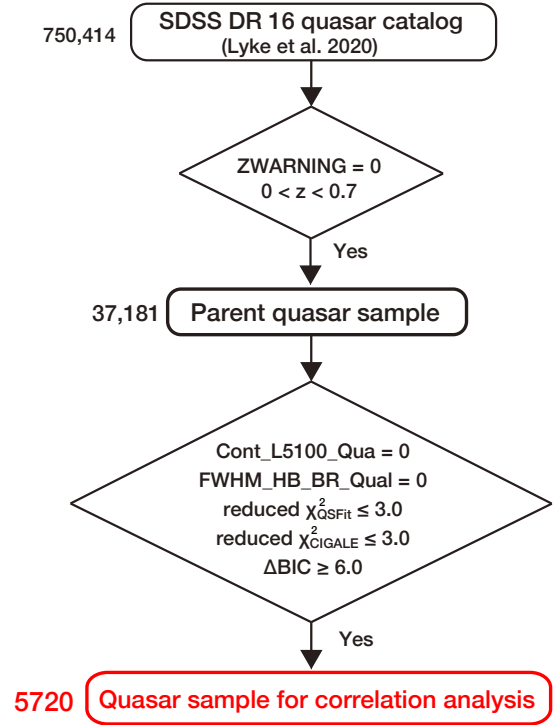 750,414
SDSS DR 16 quasar catalog
(Lyke et al. 2020)
ZWARNING = 0
0 < z < 0.7
Yes
37,181
Parent quasar sample
Cont_L5100_Qua = 0
FWHM_HB_BR_Qual = 0
reduced χ²QSFit ≤ 3.0
reduced χ²CIGALE ≤ 3.0
ΔBIC ≥ 6.0
Yes
5720
Quasar sample for correlation analysis